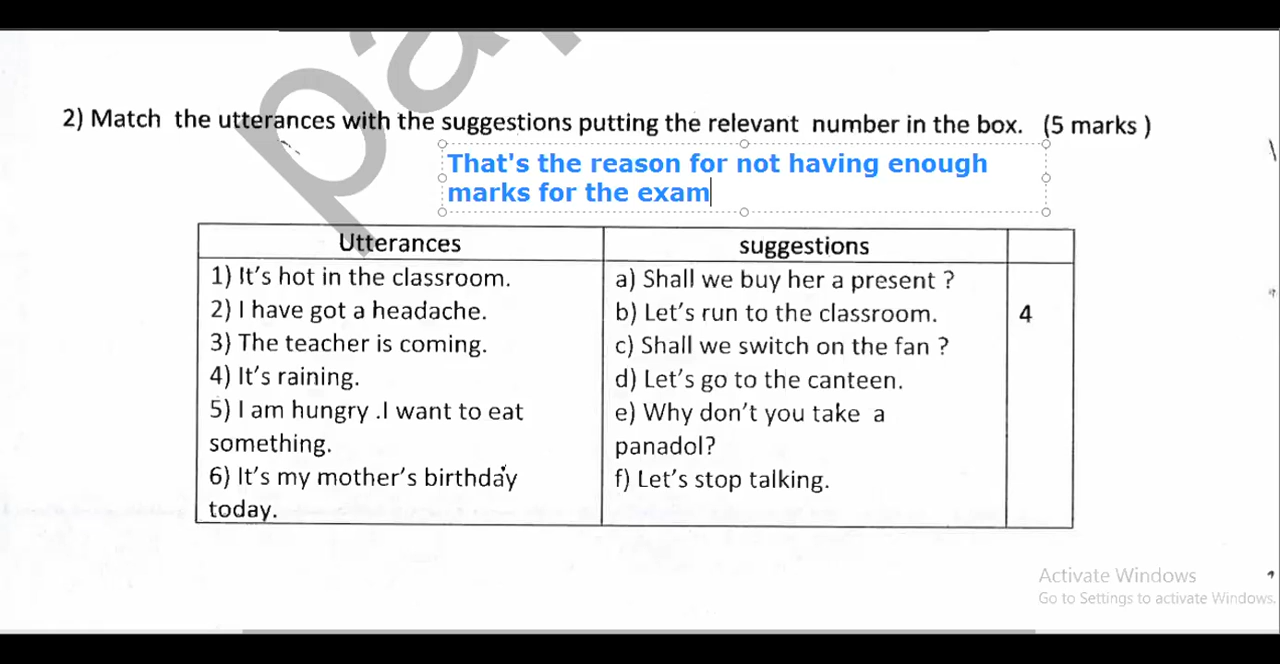 pa
2) Match the utterances with the suggestions putting the relevant number in the box. (5 marks )
That's the reason for not having enough
marks for the exam
Utterances
suggestions
1) It's hot in the classroom.
2) I have got a headache.
3) The teacher is coming.
4) It's raining.
5) I am hungry .I want to eat
something.
6) It's my mother's birthday
today.
a) Shall we buy her a present ?
b) Let's run to the classroom.
c) Shall we switch on the fan ?
d) Let's go to the canteen.
e) Why don't you take a
panadol?
f) Let's stop talking.
4
Activate Windows
Go to Settings to activate Windows.